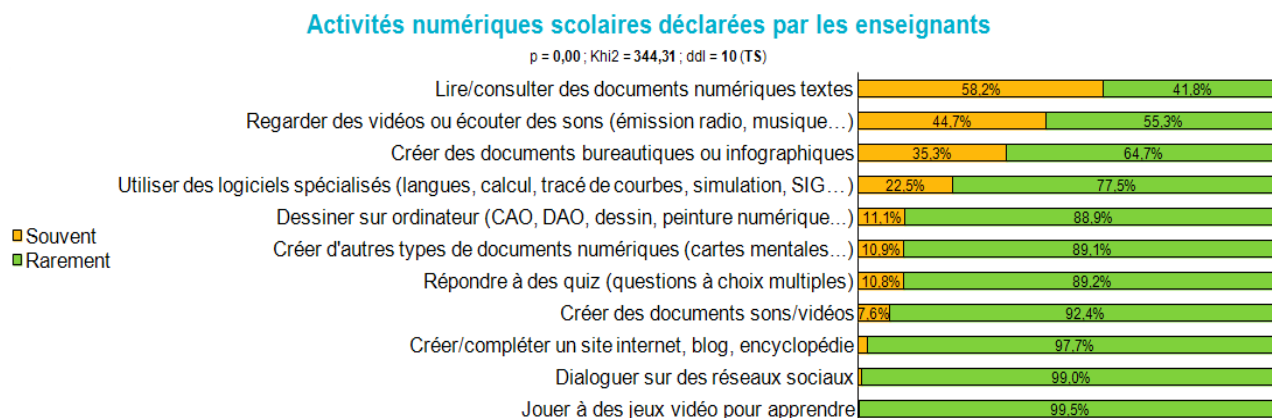 Activités numériques scolaires déclarées par les enseignants
p = 0,00 ; Khi2 = 344,31 ; ddl = 10 (TS)
Lire/consulter des documents numériques textes 58,2% 41,8%
Regarder des vidéos ou écouter des sons (émission radio, musique…) 44,7% 55,3%
Créer des documents bureautiques ou infographiques 35,3% 64,7%
Utiliser des logiciels spécialisés (langues, calcul, tracé de courbes, simulation, SIG…) 22,5% 77,5%
Dessiner sur ordinateur (CAO, DAO, dessin, peinture numérique…) 11,1% 88,9%
Souvent
Créer d'autres types de documents numériques (cartes mentales…) 10,9% 89,1%
Rarement
Répondre à des quiz (questions à choix multiples) 10,8% 89,2%
Créer des documents sons/vidéos 7,6% 92,4%
Créer/compléter un site internet, blog, encyclopédie 97,7%
Dialoguer sur des réseaux sociaux 99,0%
Jouer à des jeux vidéo pour apprendre 99,5%